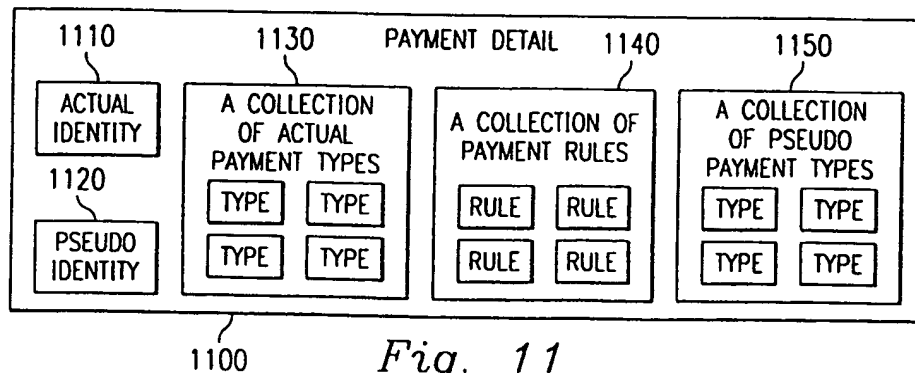 1110
1130
PAYMENT DETAIL
1140
1150
ACTUAL
IDENTITY
1120
PSEUDO
IDENTITY
A COLLECTION
OF ACTUAL
PAYMENT TYPES
TYPE TYPE
TYPE TYPE
A COLLECTION OF
PAYMENT RULES
RULE RULE
RULE RULE
A COLLECTION
OF PSEUDO
PAYMENT TYPES
TYPE TYPE
TYPE TYPE
1100
Fig. 11